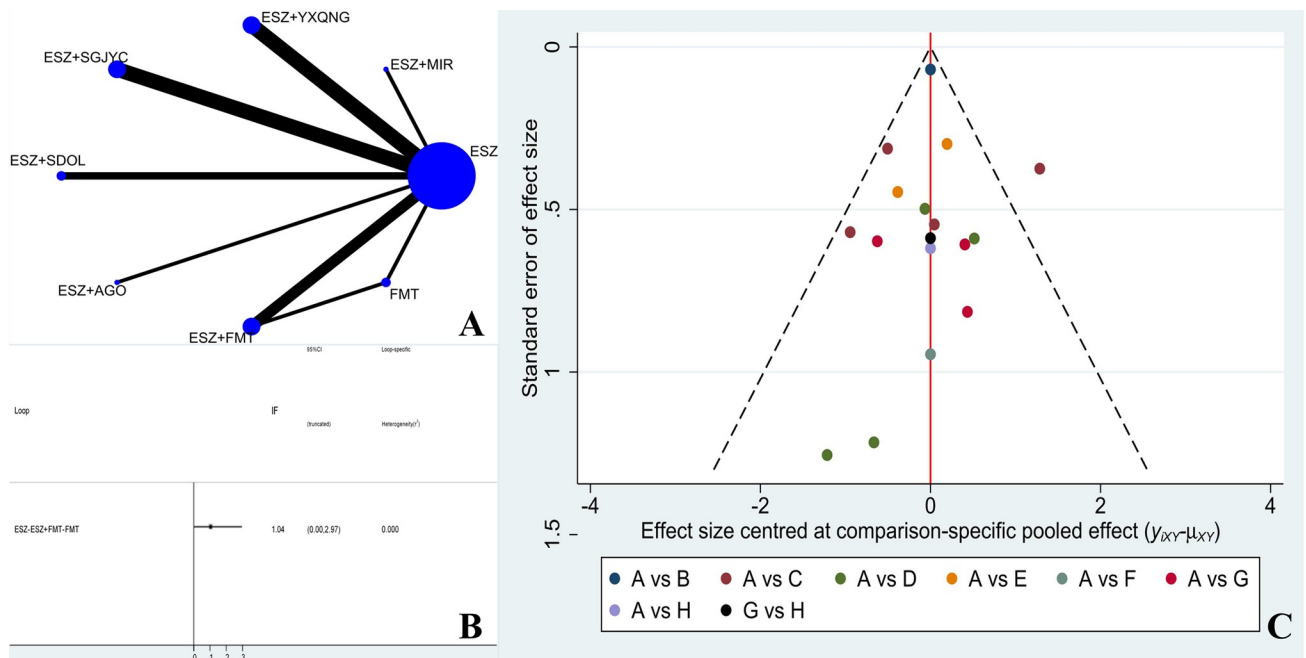 ESZ+YXQNG
ESZ+SGJYC
ESZ+MIR
ESZ
ESZ+SDOL
ESZ+AGO
FMT
ESZ+FMT
A
95%CI Loop-specific
Loop IF (truncated) Heterogeneity(τ²)
ESZ-ESZ+FMT-FMT 1.04 (0.00,2.97) 0.000
0 1 2 3
B
Standard error of effect size
0
.5
1
1.5
-4 -2 0 2 4
Effect size centred at comparison-specific pooled effect (yiXY-μXY)
A vs B A vs C A vs D A vs E A vs F A vs G
A vs H G vs H
C